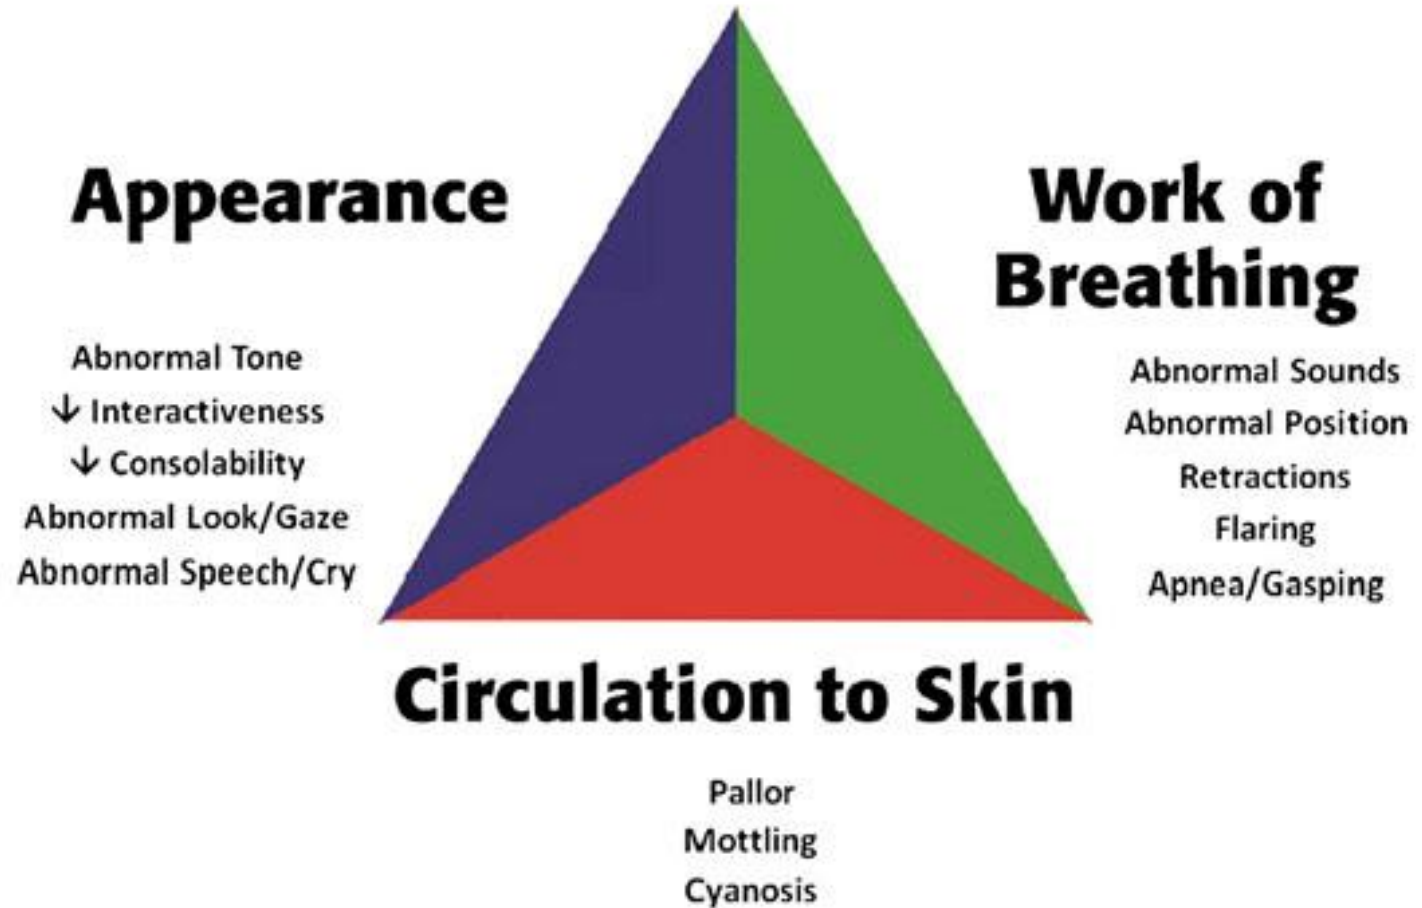 Appearance
Abnormal Tone
↓ Interactiveness
↓ Consolability
Abnormal Look/Gaze
Abnormal Speech/Cry
Work of
Breathing
Abnormal Sounds
Abnormal Position
Retractions
Flaring
Apnea/Gasping
Circulation to Skin
Pallor
Mottling
Cyanosis